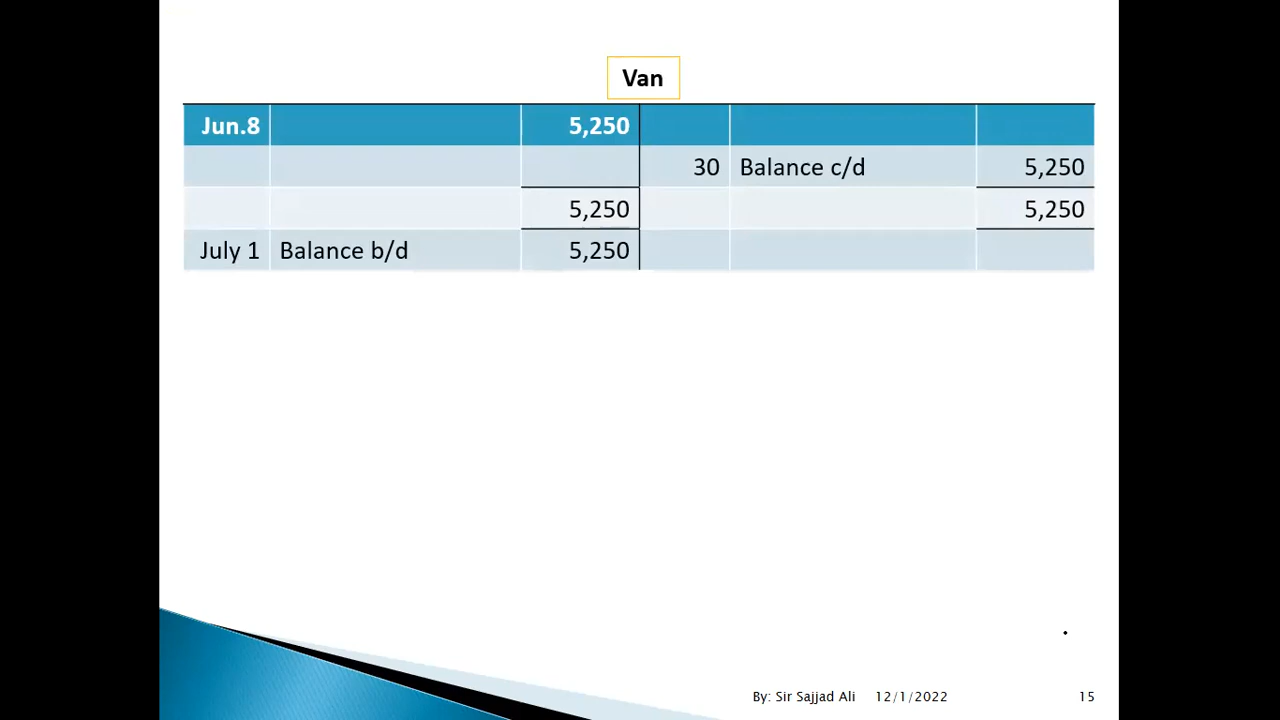 Van
Jun.8 5,250
30 Balance c/d 5,250
5,250 5,250
July 1 Balance b/d 5,250
By: Sir Sajjad Ali 12/1/2022 15